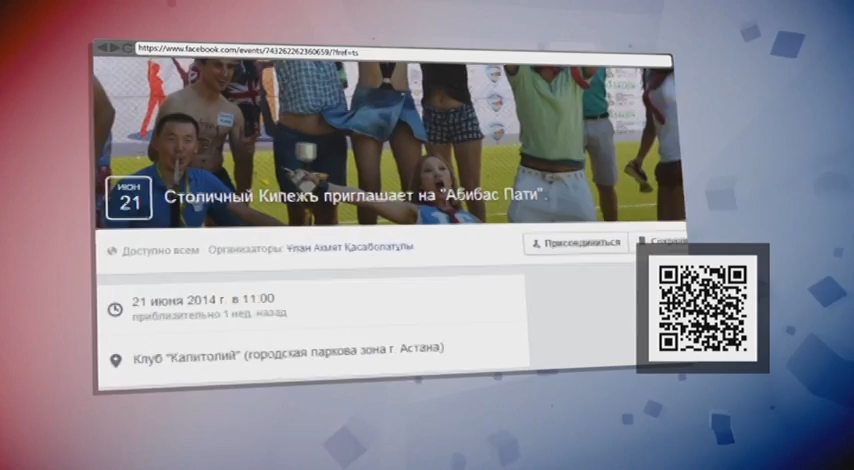 https://www.facebook.com/events/743262262360659/?fref=ts
ИЮН
21
Столичный Кипежъ приглашает на "Абибас Пати".
Доступно всем Организаторы: Ұлан Ахмет Қасаболатұлы
Присоединиться
21 июня 2014 г. в 11:00
приблизительно 1 нед. назад
Клуб "Капитолий" (городская паркова зона г. Астана)